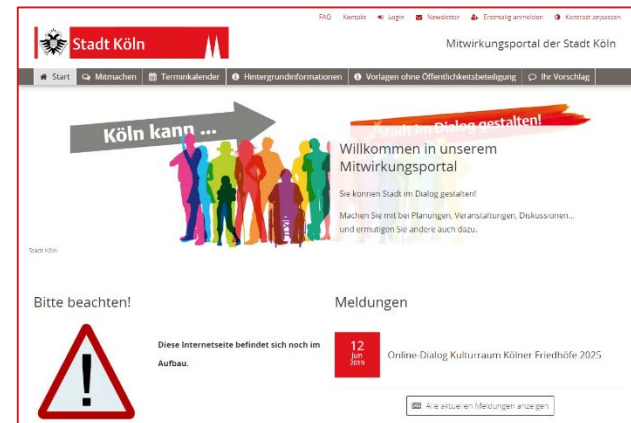 FAQ Kontakt Login Newsletter Erstmalig anmelden Kontrast anpassen
Stadt Köln
Mitwirkungsportal der Stadt Köln
Start Mitmachen Terminkalender Hintergrundinformationen Vorlagen ohne Öffentlichkeitsbeteiligung Ihr Vorschlag
Köln kann ...
Stadt im Dialog gestalten!
Willkommen in unserem
Mitwirkungsportal
Sie können Stadt im Dialog gestalten!
Machen Sie mit bei Planungen, Veranstaltungen, Diskussionen...
und ermutigen Sie andere auch dazu.
Stadt Köln
Bitte beachten!
Diese Internetseite befindet sich noch im
Aufbau.
Meldungen
12
Jun
2019
Online-Dialog Kulturraum Kölner Friedhöfe 2025
Alle aktuellen Meldungen anzeigen